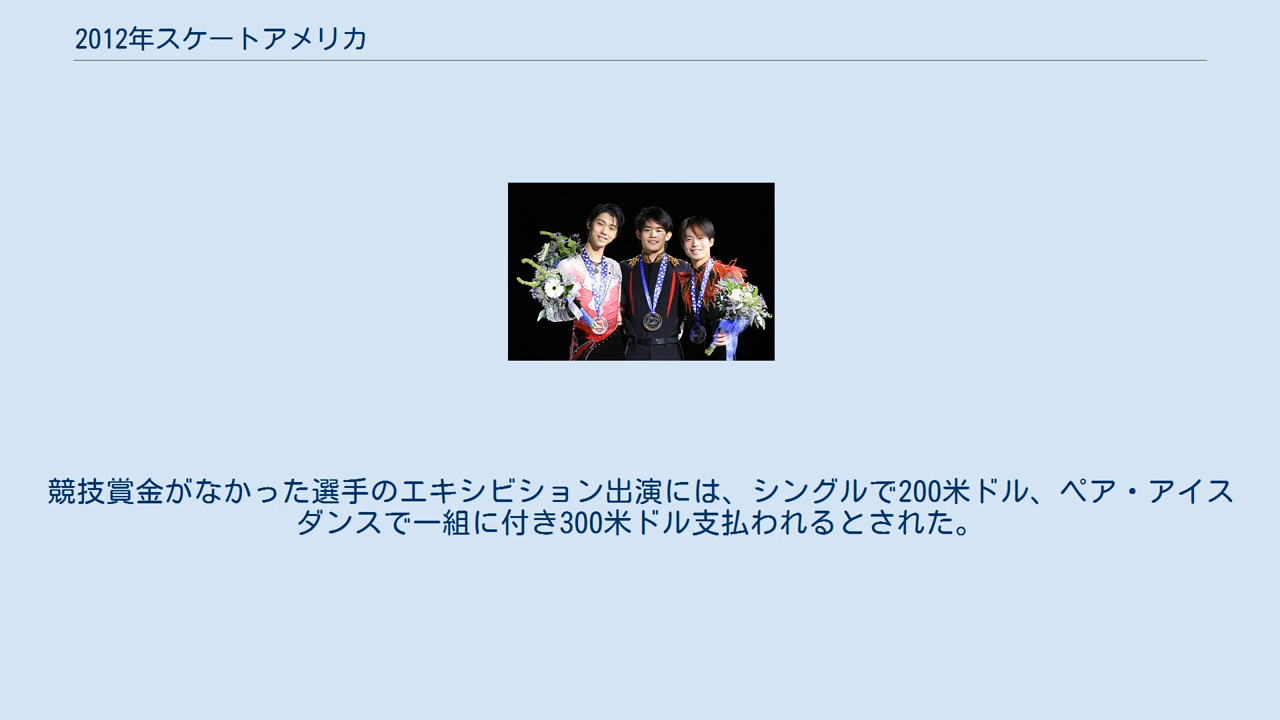 2012年スケートアメリカ
競技賞金がなかった選手のエキシビション出演には、シングルで200米ドル、ペア・アイス
ダンスで一組に付き300米ドル支払われるとされた。